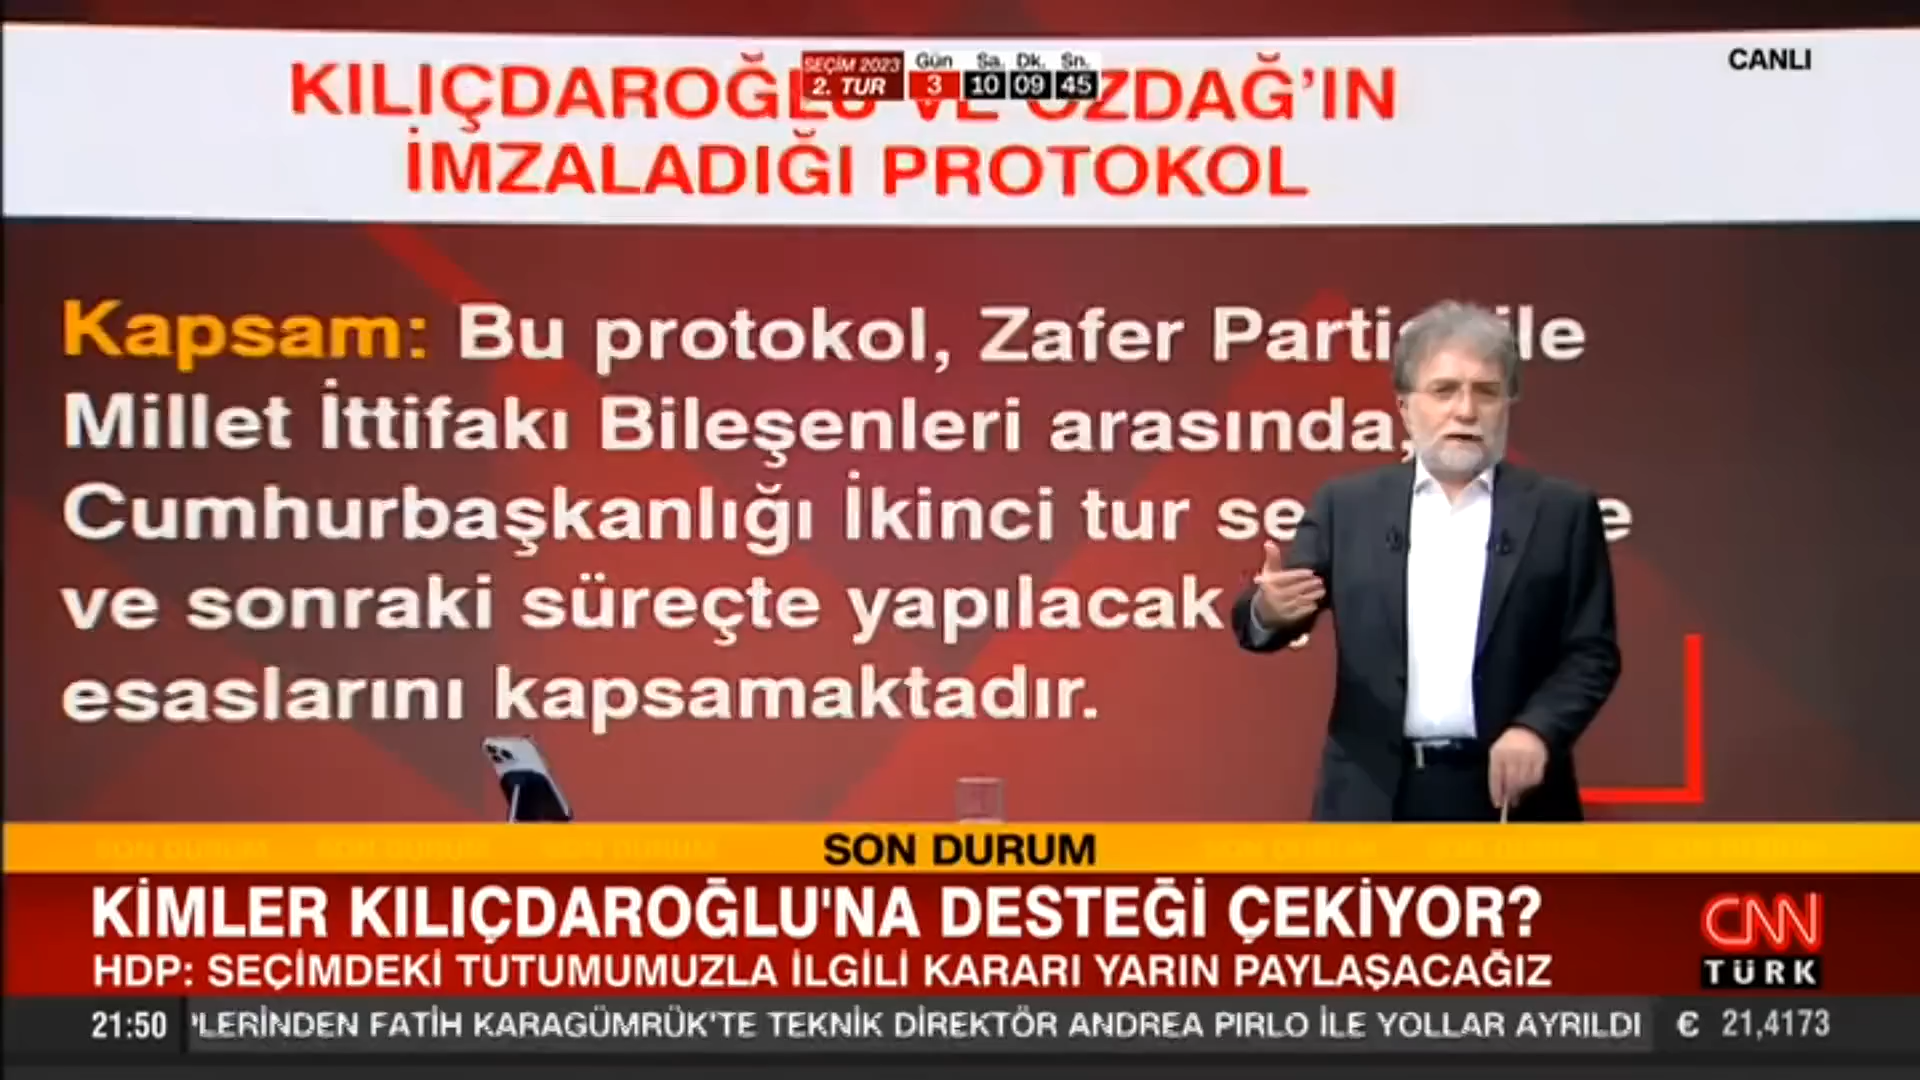 SEÇİM 2023 Gün Sa. Dk. Sn.
2. TUR 3 10 09 45
CANLI
KILIÇDAROĞLU VE ÖZDAĞ'IN
İMZALADIĞI PROTOKOL
Kapsam: Bu protokol, Zafer ile
Millet İttifakı Bileşenleri arasında,
Cumhurbaşkanlığı İkinci tur
ve sonraki süreçte yapılacak
esaslarını kapsamaktadır.
SON DURUM
KİMLER KILIÇDAROĞLU'NA DESTEĞİ ÇEKİYOR?
HDP: SEÇİMDEKİ TUTUMUMUZLA İLGİLİ KARARI YARIN PAYLAŞACAĞIZ
CNN
TÜRK
21:50 'LERİNDEN FATİH KARAGÜMRÜK'TE TEKNİK DİREKTÖR ANDREA PIRLO İLE YOLLAR AYRILDI € 21,4173